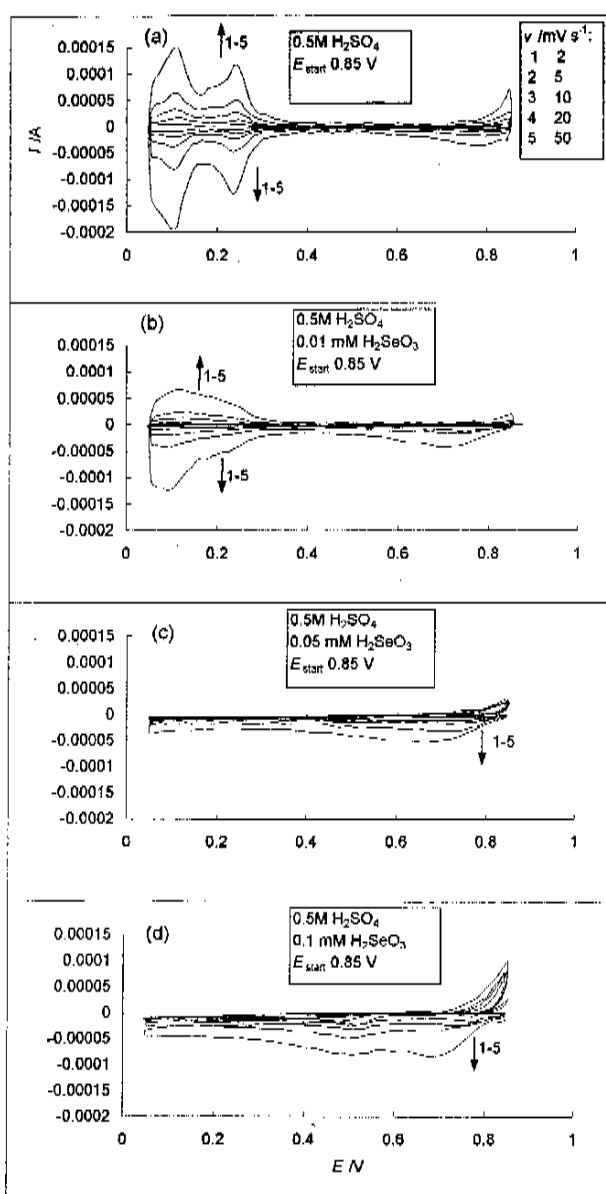 (a)
0.5M H₂SO₄
E start 0.85 V
v /mV s⁻¹:
1 2
2 5
3 10
4 20
5 50
1-5
1-5
I /A
0.00015
0.0001
0.00005
0
-0.00005
-0.0001
-0.00015
-0.0002
0 0.2 0.4 0.6 0.8 1
(b)
0.5M H₂SO₄
0.01 mM H₂SeO₃
E start 0.85 V
1-5
1-5
0.00015
0.0001
0.00005
0
-0.00005
-0.0001
-0.00015
-0.0002
0 0.2 0.4 0.6 0.8 1
(c)
0.5M H₂SO₄
0.05 mM H₂SeO₃
E start 0.85 V
1-5
0.00015
0.0001
0.00005
0
-0.00005
-0.0001
-0.00015
-0.0002
0 0.2 0.4 0.6 0.8 1
(d)
0.5M H₂SO₄
0.1 mM H₂SeO₃
E start 0.85 V
1-5
0.00015
0.0001
0.00005
0
-0.00005
-0.0001
-0.00015
-0.0002
0 0.2 0.4 0.6 0.8 1
E /V